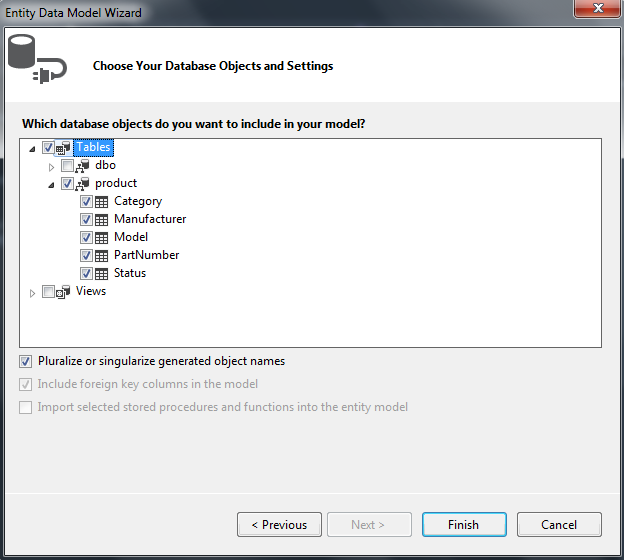 Entity Data Model Wizard
Choose Your Database Objects and Settings
Which database objects do you want to include in your model?
Tables
dbo
product
Category
Manufacturer
Model
PartNumber
Status
Views
Pluralize or singularize generated object names
Include foreign key columns in the model
Import selected stored procedures and functions into the entity model
< Previous Next > Finish Cancel